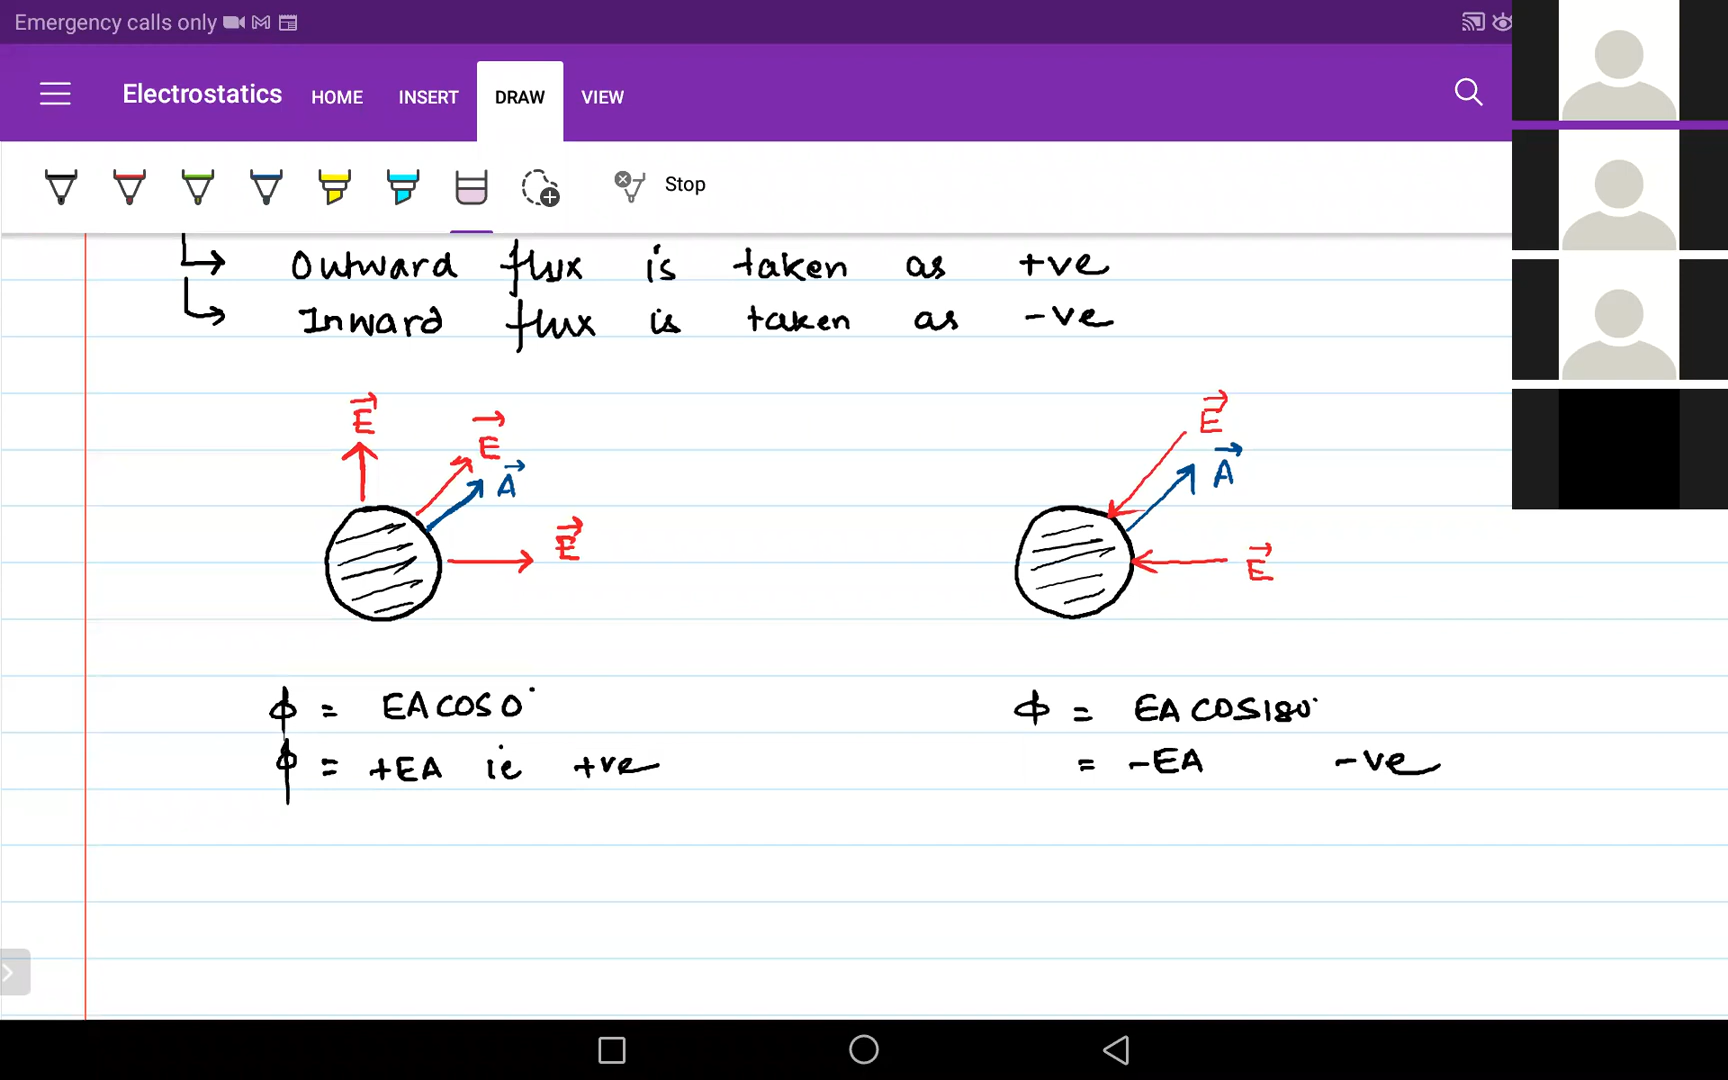 Emergency calls only
Electrostatics HOME INSERT DRAW VIEW
Stop
↳ Outward flux is taken as +ve
↳ Inward flux is taken as -ve
E⃗ E⃗ A⃗ E⃗
E⃗ A⃗ E⃗
ϕ = EA COS 0°
ϕ = +EA ie +ve
ϕ = EA COS180°
= -EA -ve